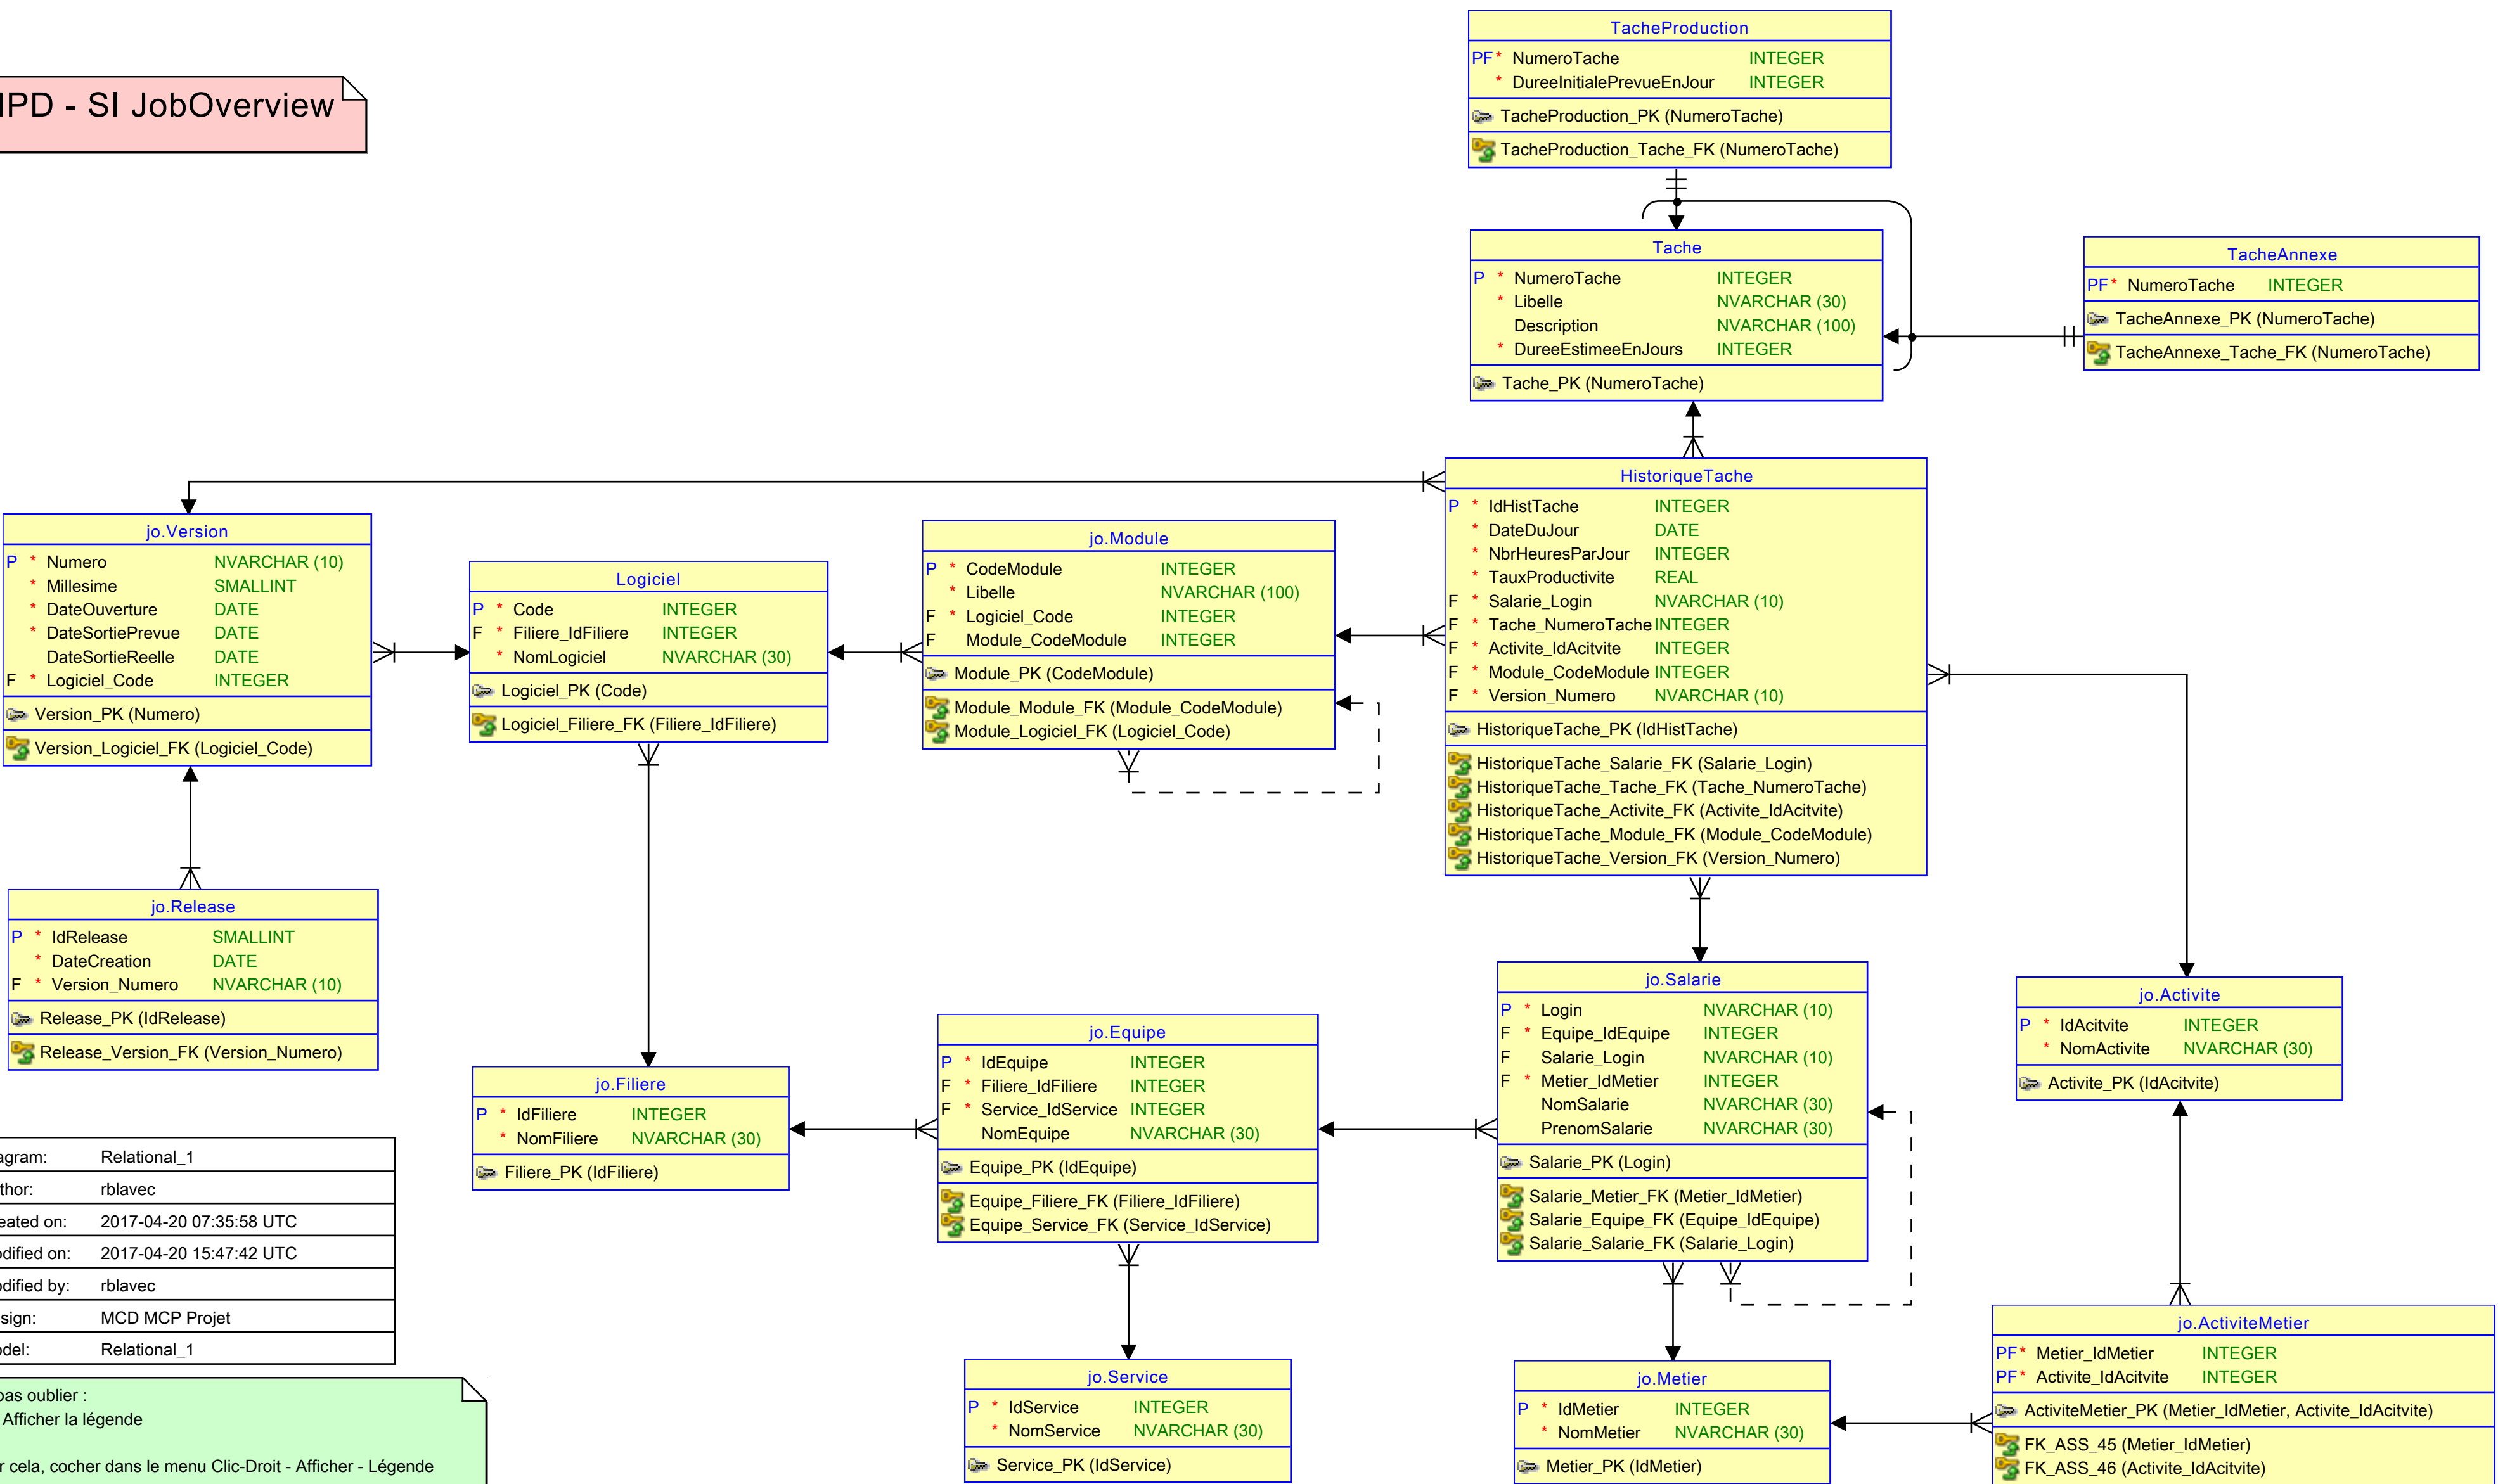 IPD - SI JobOverview
TacheProduction
PF * NumeroTache INTEGER
* DureeInitialePrevueEnJour INTEGER
TacheProduction_PK (NumeroTache)
TacheProduction_Tache_FK (NumeroTache)
Tache
P * NumeroTache INTEGER
* Libelle NVARCHAR (30)
Description NVARCHAR (100)
* DureeEstimeeEnJours INTEGER
Tache_PK (NumeroTache)
TacheAnnexe
PF * NumeroTache INTEGER
TacheAnnexe_PK (NumeroTache)
TacheAnnexe_Tache_FK (NumeroTache)
HistoriqueTache
P * IdHistTache INTEGER
* DateDuJour DATE
* NbrHeuresParJour INTEGER
* TauxProductivite REAL
F * Salarie_Login NVARCHAR (10)
F * Tache_NumeroTache INTEGER
F * Activite_IdAcitvite INTEGER
F * Module_CodeModule INTEGER
F * Version_Numero NVARCHAR (10)
HistoriqueTache_PK (IdHistTache)
HistoriqueTache_Salarie_FK (Salarie_Login)
HistoriqueTache_Tache_FK (Tache_NumeroTache)
HistoriqueTache_Activite_FK (Activite_IdAcitvite)
HistoriqueTache_Module_FK (Module_CodeModule)
HistoriqueTache_Version_FK (Version_Numero)
jo.Version
P * Numero NVARCHAR (10)
* Millesime SMALLINT
* DateOuverture DATE
* DateSortiePrevue DATE
DateSortieReelle DATE
F * Logiciel_Code INTEGER
Version_PK (Numero)
Version_Logiciel_FK (Logiciel_Code)
Logiciel
P * Code INTEGER
F * Filiere_IdFiliere INTEGER
* NomLogiciel NVARCHAR (30)
Logiciel_PK (Code)
Logiciel_Filiere_FK (Filiere_IdFiliere)
jo.Module
P * CodeModule INTEGER
* Libelle NVARCHAR (100)
F * Logiciel_Code INTEGER
F Module_CodeModule INTEGER
Module_PK (CodeModule)
Module_Module_FK (Module_CodeModule)
Module_Logiciel_FK (Logiciel_Code)
jo.Release
P * IdRelease SMALLINT
* DateCreation DATE
F * Version_Numero NVARCHAR (10)
Release_PK (IdRelease)
Release_Version_FK (Version_Numero)
jo.Filiere
P * IdFiliere INTEGER
* NomFiliere NVARCHAR (30)
Filiere_PK (IdFiliere)
jo.Equipe
P * IdEquipe INTEGER
F * Filiere_IdFiliere INTEGER
F * Service_IdService INTEGER
NomEquipe NVARCHAR (30)
Equipe_PK (IdEquipe)
Equipe_Filiere_FK (Filiere_IdFiliere)
Equipe_Service_FK (Service_IdService)
jo.Salarie
P * Login NVARCHAR (10)
F * Equipe_IdEquipe INTEGER
F Salarie_Login NVARCHAR (10)
F * Metier_IdMetier INTEGER
NomSalarie NVARCHAR (30)
PrenomSalarie NVARCHAR (30)
Salarie_PK (Login)
Salarie_Metier_FK (Metier_IdMetier)
Salarie_Equipe_FK (Equipe_IdEquipe)
Salarie_Salarie_FK (Salarie_Login)
jo.Activite
P * IdAcitvite INTEGER
* NomActivite NVARCHAR (30)
Activite_PK (IdAcitvite)
agram: Relational_1
thor: rblavec
eated on: 2017-04-20 07:35:58 UTC
odified on: 2017-04-20 15:47:42 UTC
odified by: rblavec
sign: MCD MCP Projet
odel: Relational_1
pas oublier :
Afficher la légende
r cela, cocher dans le menu Clic-Droit - Afficher - Légende
jo.Service
P * IdService INTEGER
* NomService NVARCHAR (30)
Service_PK (IdService)
jo.Metier
P * IdMetier INTEGER
* NomMetier NVARCHAR (30)
Metier_PK (IdMetier)
jo.ActiviteMetier
PF * Metier_IdMetier INTEGER
PF * Activite_IdAcitvite INTEGER
ActiviteMetier_PK (Metier_IdMetier, Activite_IdAcitvite)
FK_ASS_45 (Metier_IdMetier)
FK_ASS_46 (Activite_IdAcitvite)